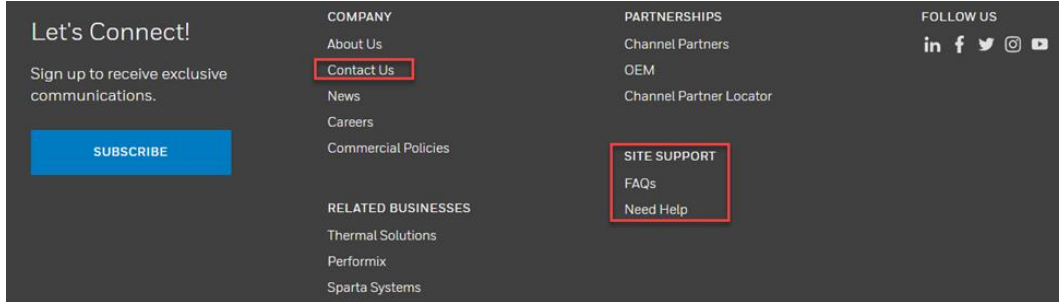 Let's Connect!
Sign up to receive exclusive
communications.
SUBSCRIBE
COMPANY
About Us
Contact Us
News
Careers
Commercial Policies
RELATED BUSINESSES
Thermal Solutions
Performix
Sparta Systems
PARTNERSHIPS
Channel Partners
OEM
Channel Partner Locator
SITE SUPPORT
FAQs
Need Help
FOLLOW US